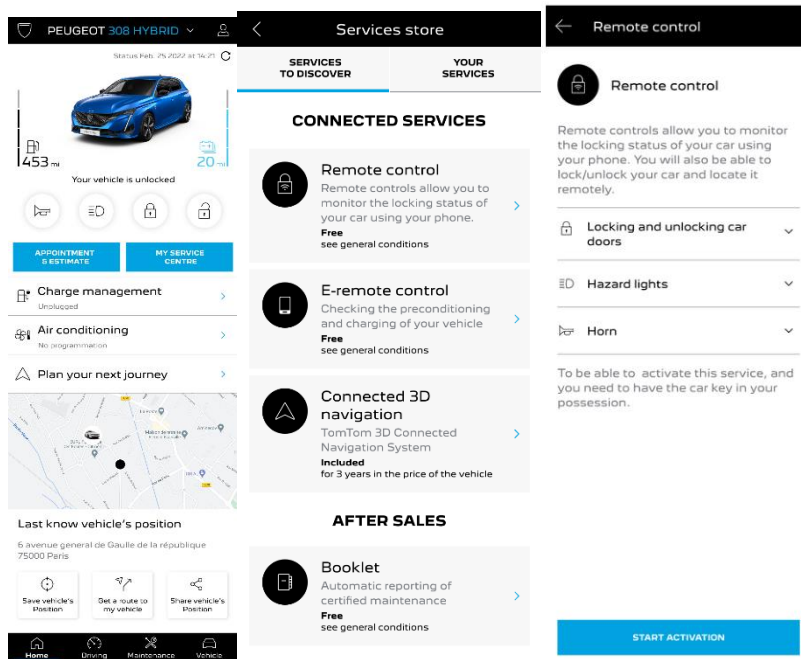 PEUGEOT 308 HYBRID
Status Feb. 25 2022 at 14:21
453 mi
20 mi
Your vehicle is unlocked
APPOINTMENT
& ESTIMATE
MY SERVICE
CENTRE
Charge management
Unplugged
Air conditioning
No programmation
Plan your next journey
Last know vehicle's position
6 avenue general de Gaulle de la république
75000 Paris
Save vehicle's
Position
Get a route to
my vehicle
Share vehicle's
Position
Home
Driving
Maintenance
Vehicle
Services store
SERVICES
TO DISCOVER
YOUR
SERVICES
CONNECTED SERVICES
Remote control
Remote controls allow you to
monitor the locking status of
your car using your phone.
Free
see general conditions
E-remote control
Checking the preconditioning
and charging of your vehicle
Free
see general conditions
Connected 3D
navigation
TomTom 3D Connected
Navigation System
Included
for 3 years in the price of the vehicle
AFTER SALES
Booklet
Automatic reporting of
certified maintenance
Free
see general conditions
Remote control
Remote control
Remote controls allow you to monitor
the locking status of your car using
your phone. You will also be able to
lock/unlock your car and locate it
remotely.
Locking and unlocking car
doors
Hazard lights
Horn
To be able to activate this service, and
you need to have the car key in your
possession.
START ACTIVATION